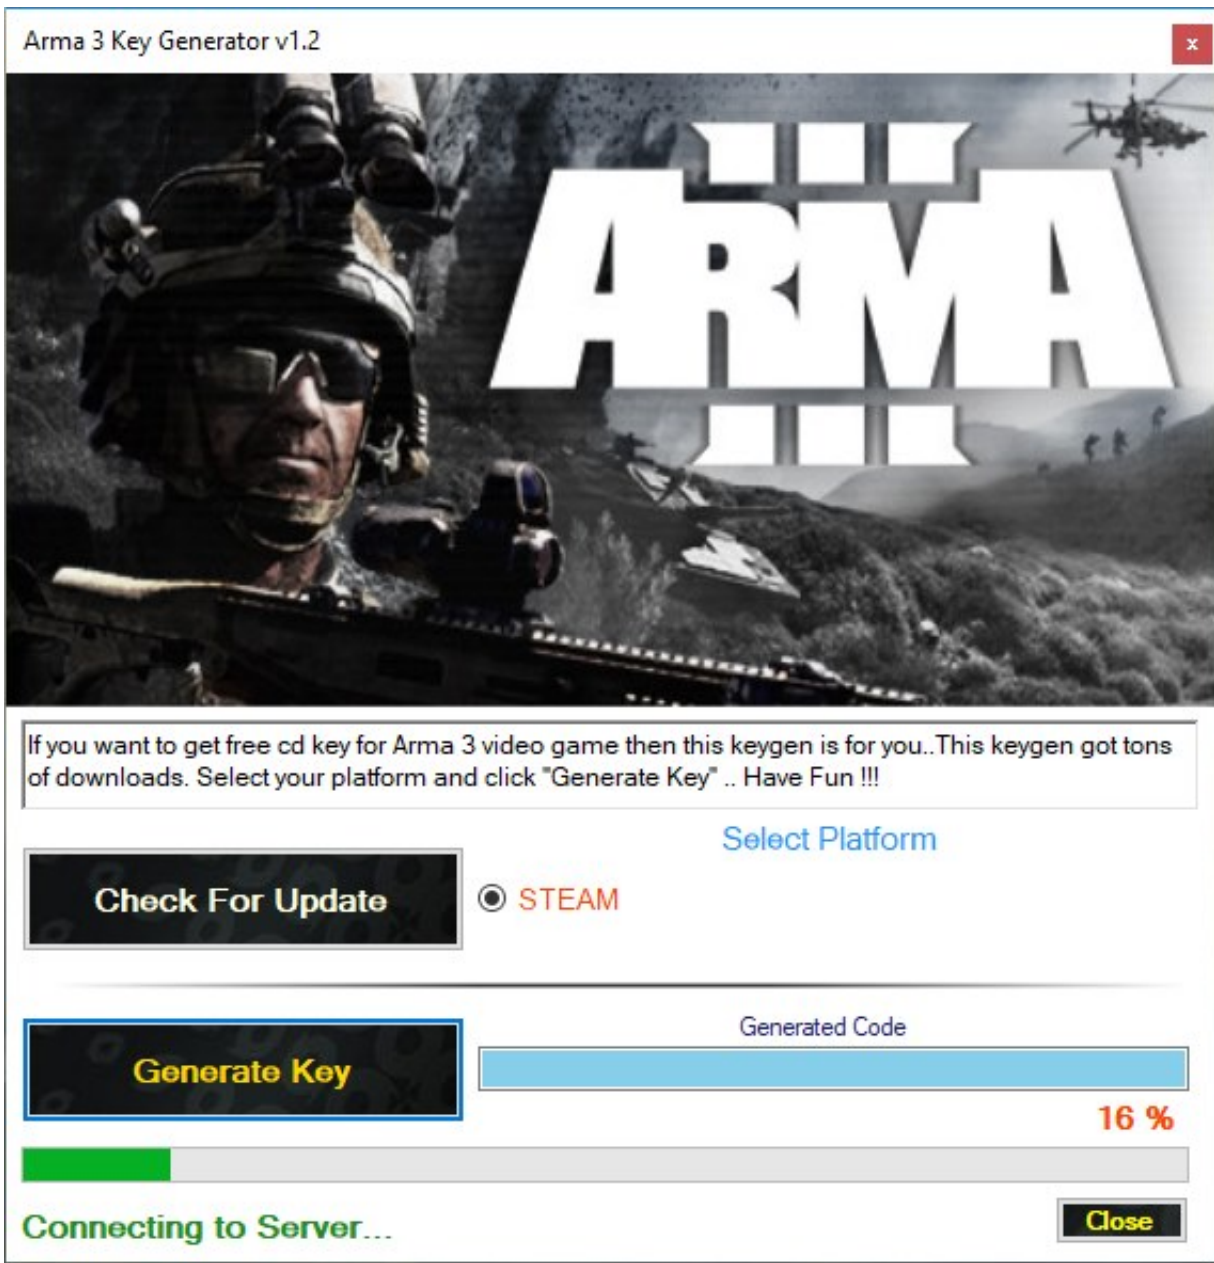 Arma 3 Key Generator v1.2
x
ARMA
III
If you want to get free cd key for Arma 3 video game then this keygen is for you..This keygen got tons
of downloads. Select your platform and click "Generate Key" .. Have Fun !!!
Select Platform
Check For Update
STEAM
Generated Code
Generate Key
16 %
Connecting to Server...
Close